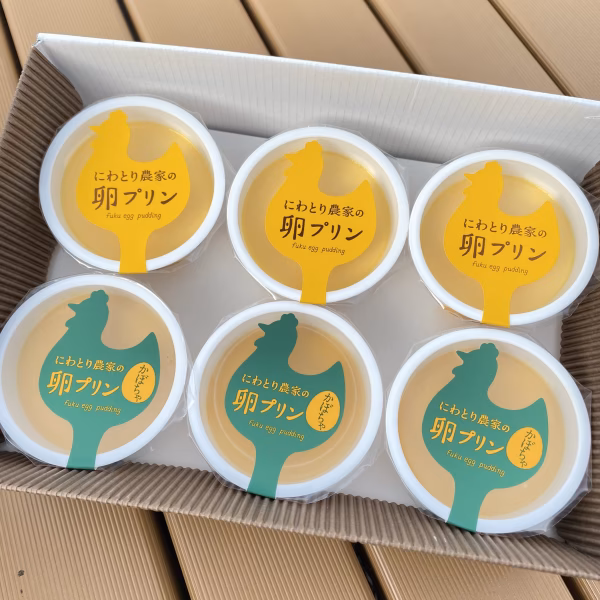 にわとり農家の
卵プリン
fuku egg pudding
にわとり農家の
卵プリン
fuku egg pudding
にわとり農家の
卵プリン
fuku egg pudding
にわとり農家の
卵プリン
かぼちゃ
fuku egg pudding
にわとり農家の
卵プリン
かぼちゃ
fuku egg pudding
にわとり農家の
卵プリン
かぼちゃ
fuku egg pudding